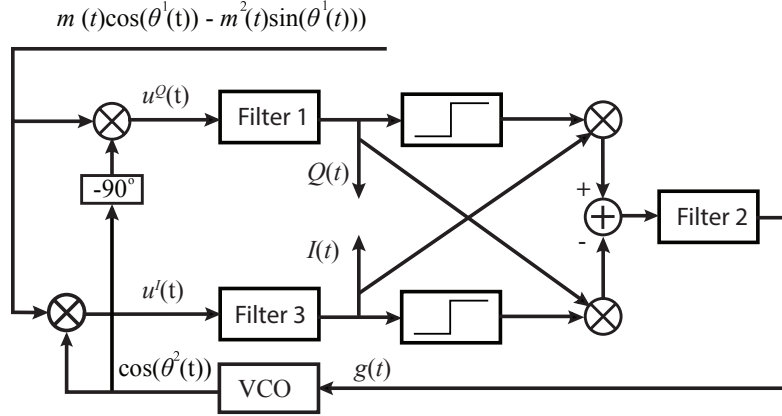 m (t)cos(θ¹(t)) - m²(t)sin(θ¹(t)))
u^Q(t)
Filter 1
-90°
Q(t)
+
Filter 2
I(t)
-
u^I(t)
Filter 3
cos(θ²(t))
VCO
g(t)